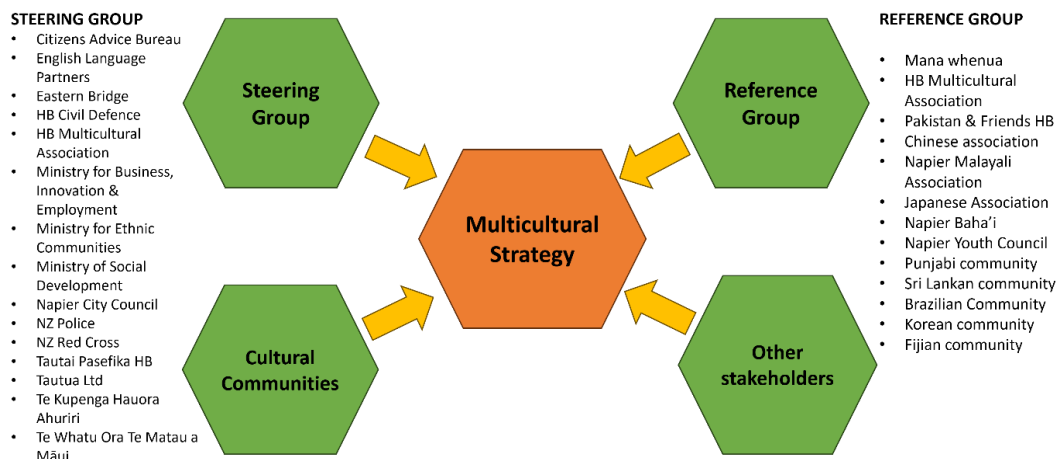 STEERING GROUP
• Citizens Advice Bureau
• English Language
Partners
• Eastern Bridge
• HB Civil Defence
• HB Multicultural
Association
• Ministry for Business,
Innovation &
Employment
• Ministry for Ethnic
Communities
• Ministry of Social
Development
• Napier City Council
• NZ Police
• NZ Red Cross
• Tautai Pasefika HB
• Tautua Ltd
• Te Kupenga Hauora
Ahuriri
• Te Whatu Ora Te Matau a
Māui
Steering
Group
Reference
Group
Multicultural
Strategy
Cultural
Communities
Other
stakeholders
REFERENCE GROUP
• Mana whenua
• HB Multicultural
Association
• Pakistan & Friends HB
• Chinese association
• Napier Malayali
Association
• Japanese Association
• Napier Baha’i
• Napier Youth Council
• Punjabi community
• Sri Lankan community
• Brazilian Community
• Korean community
• Fijian community